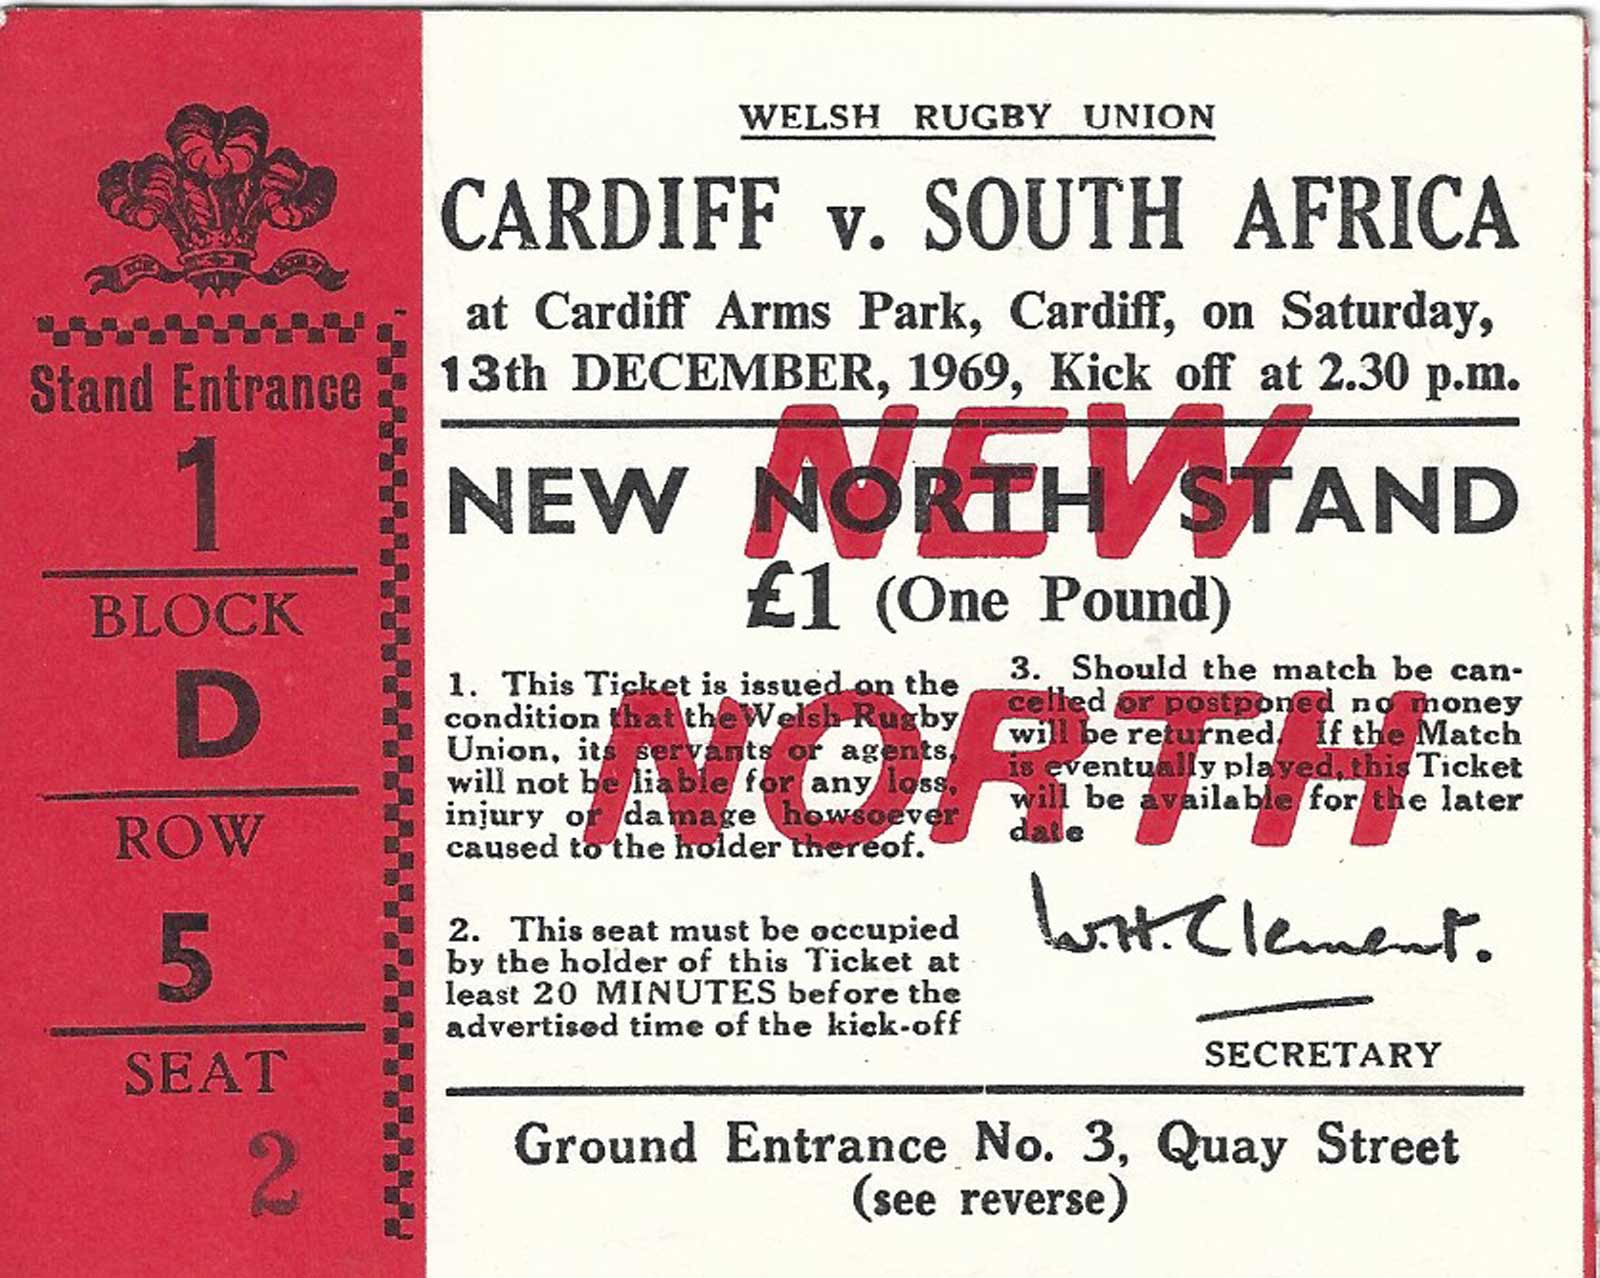 Stand Entrance
1
BLOCK
D
ROW
5
SEAT
2
WELSH RUGBY UNION
CARDIFF v. SOUTH AFRICA
at Cardiff Arms Park, Cardiff, on Saturday,
13th DECEMBER, 1969, Kick off at 2.30 p.m.
NEW
NEW NORTH STAND
£1 (One Pound)
NORTH
1. This Ticket is issued on the
condition that the Welsh Rugby
Union, its servants or agents,
will not be liable for any loss,
injury or damage howsoever
caused to the holder thereof.
2. This seat must be occupied
by the holder of this Ticket at
least 20 MINUTES before the
advertised time of the kick-off
3. Should the match be can-
celled or postponed no money
will be returned. If the Match
is eventually played, this Ticket
will be available for the later
date
W.H. Clement.
SECRETARY
Ground Entrance No. 3, Quay Street
(see reverse)